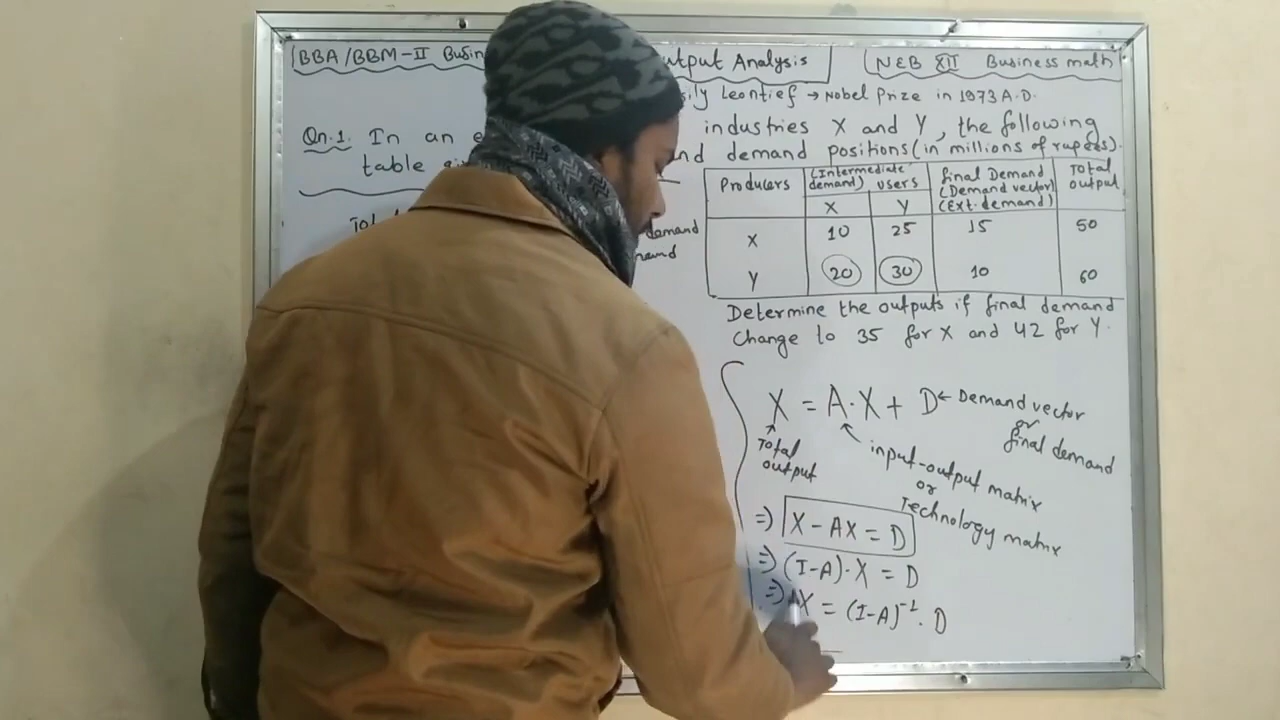 BBA/BBM-II Busin
utput Analysis
NEB XII Business math
sily Leontief → Nobel Prize in 1973 A.D.
Qn.1. In an e
industries X and Y, the following
table gi
nd demand positions (in millions of rupees).
Producers
(Intermediate demand) users
final Demand (Demand vector) (Ext. demand)
Total output
X Y
X 10 25 15 50
Y 20 30 10 60
Tot
demand
mand
Determine the outputs if final demand
change to 35 for X and 42 for Y.
X = A·X + D ← Demand vector
or
final demand
Total output
input-output matrix
or
Technology matrix
⇒ X - AX = D
⇒ (I-A)·X = D
⇒ X = (I-A)⁻¹ · D